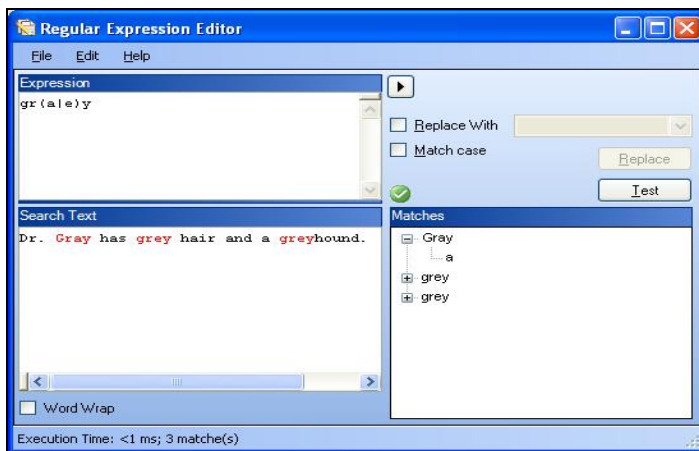 Regular Expression Editor
File Edit Help
Expression
gr(a|e)y
Replace With
Match case
Replace
Test
Search Text
Dr. Gray has grey hair and a greyhound.
Matches
Gray
a
grey
grey
Word Wrap
Execution Time: <1 ms; 3 matche(s)